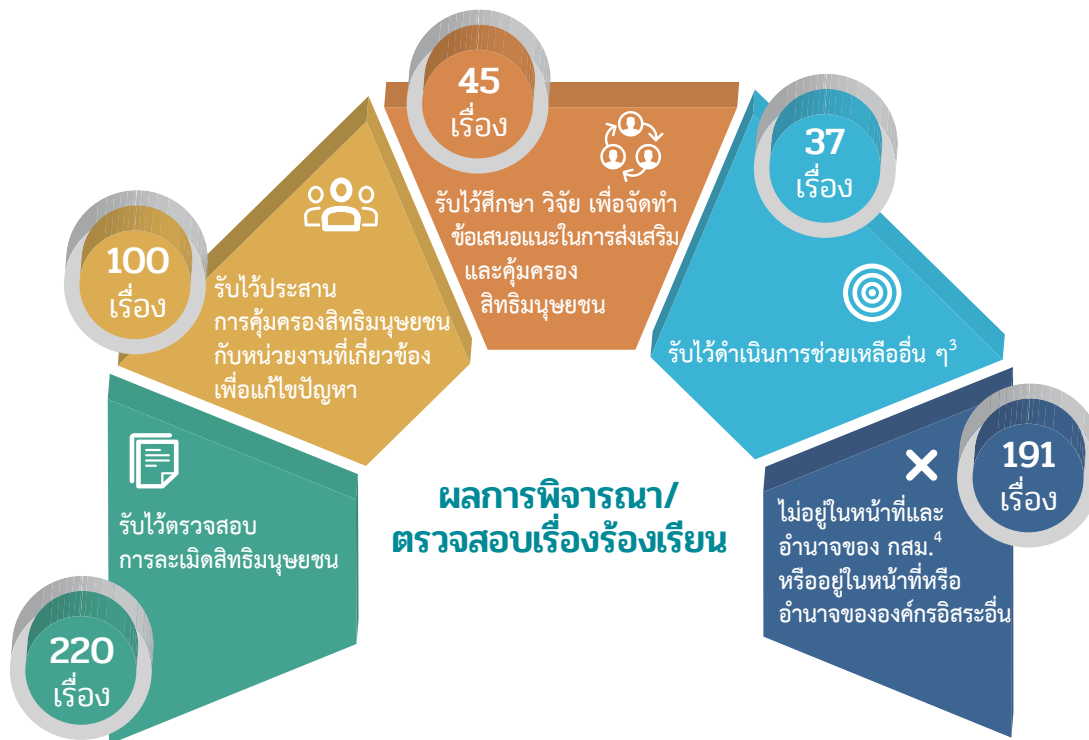 45
เรื่อง
รับไว้ศึกษา วิจัย เพื่อจัดทำ
ข้อเสนอแนะในการส่งเสริม
และคุ้มครอง
สิทธิมนุษยชน
37
เรื่อง
รับไว้ดำเนินการช่วยเหลืออื่น ๆ3
100
เรื่อง
รับไว้ประสาน
การคุ้มครองสิทธิมนุษยชน
กับหน่วยงานที่เกี่ยวข้อง
เพื่อแก้ไขปัญหา
191
เรื่อง
ไม่อยู่ในหน้าที่และ
อำนาจของ กสม.4
หรืออยู่ในหน้าที่หรือ
อำนาจขององค์กรอิสระอื่น
ผลการพิจารณา/
ตรวจสอบเรื่องร้องเรียน
รับไว้ตรวจสอบ
การละเมิดสิทธิมนุษยชน
220
เรื่อง